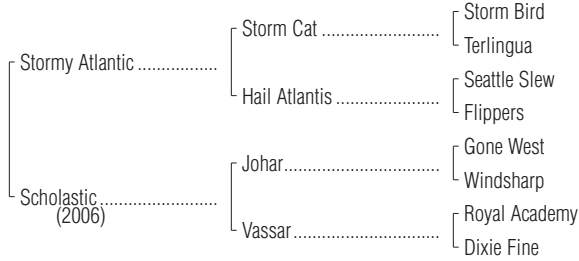 Storm Bird
Storm Cat ........................
Terlingua
Stormy Atlantic ................
Seattle Slew
Hail Atlantis .....................
Flippers
Gone West
Johar ................................
Windsharp
Scholastic ........................
(2006)
Royal Academy
Vassar ..............................
Dixie Fine